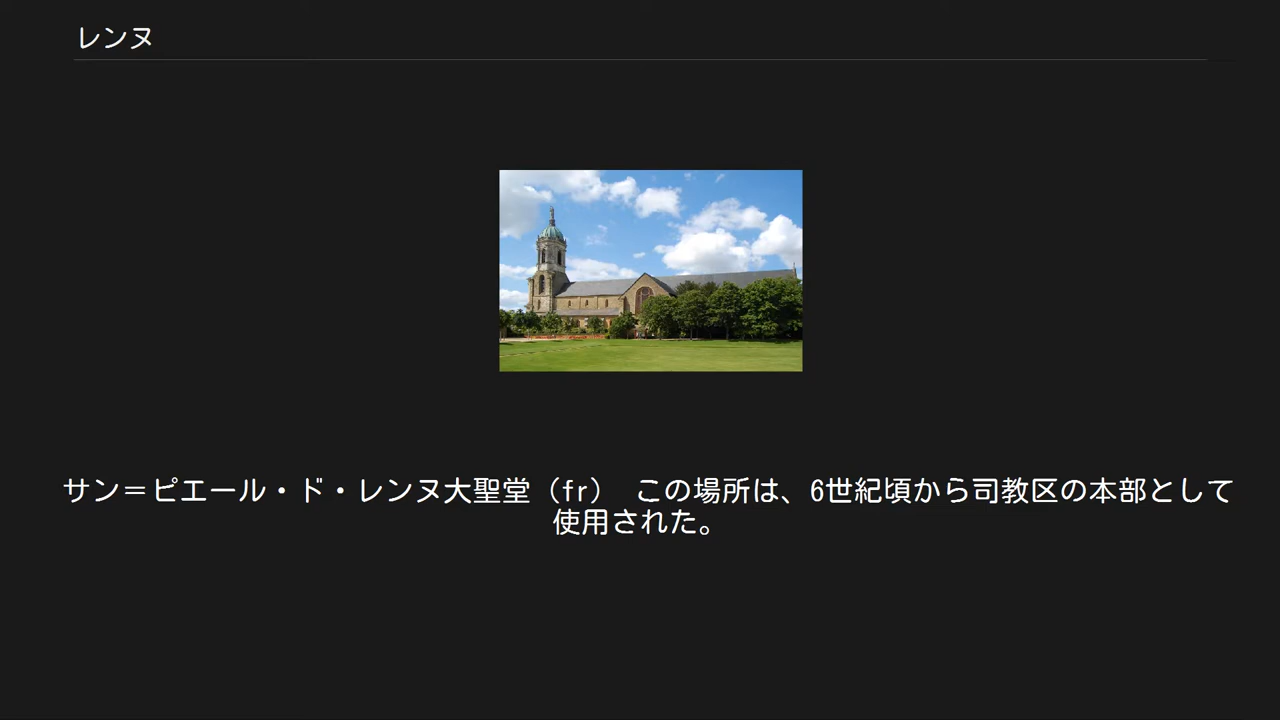 レンヌ
サン＝ピエール・ド・レンヌ大聖堂（fr）　この場所は、6世紀頃から司教区の本部として
使用された。